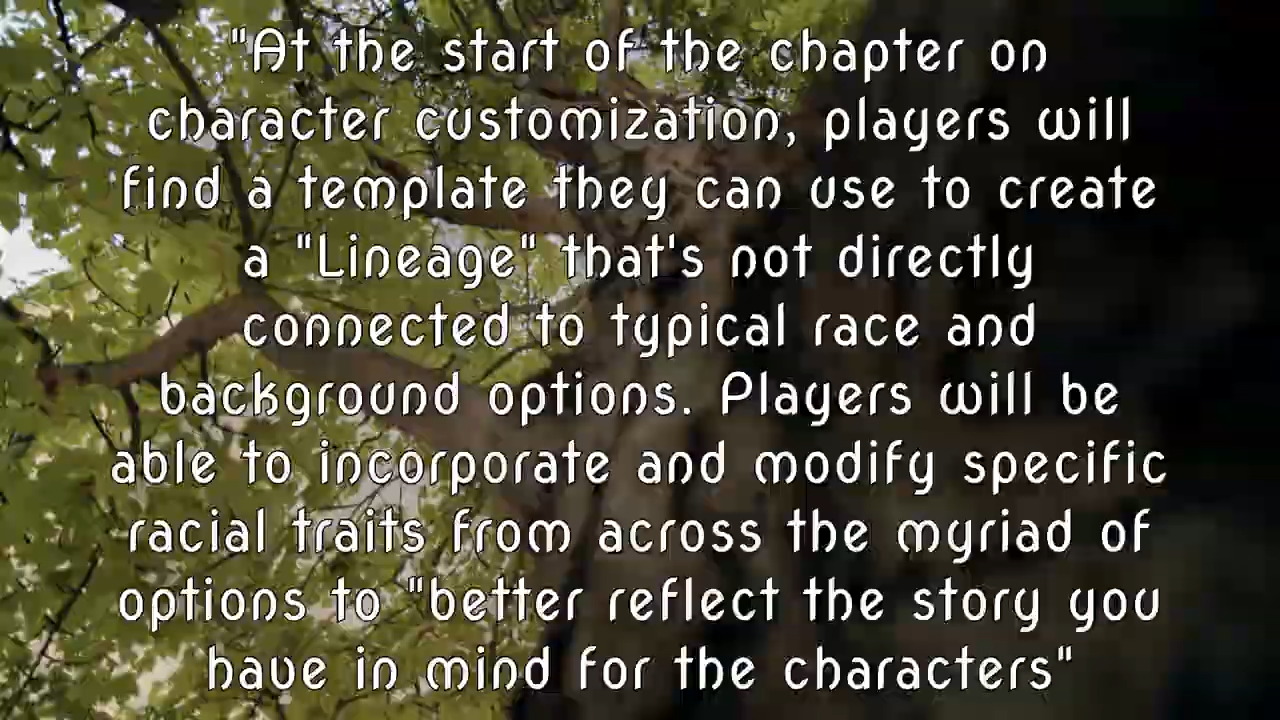 "At the start of the chapter on
character customization, players will
find a template they can use to create
a "Lineage" that's not directly
connected to typical race and
background options. Players will be
able to incorporate and modify specific
racial traits from across the myriad of
options to "better reflect the story you
have in mind for the characters"